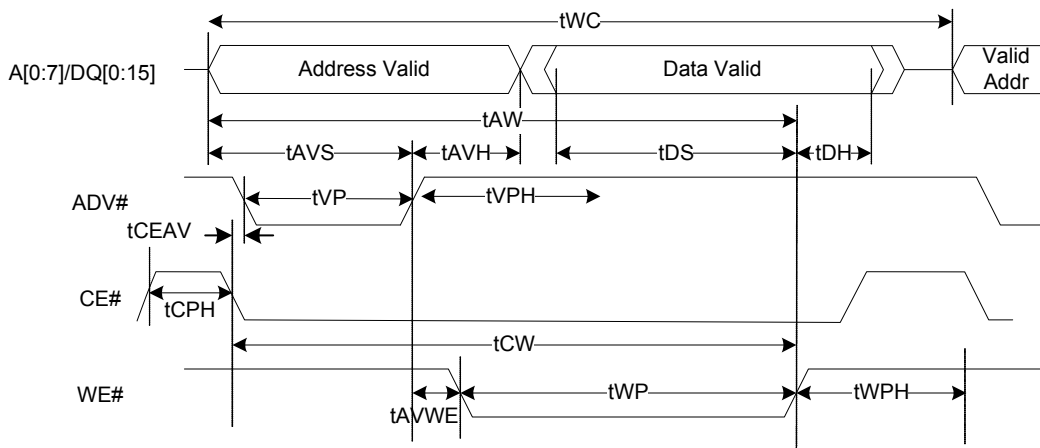 tWC
A[0:7]/DQ[0:15]
Address Valid
Data Valid
Valid
Addr
tAW
tAVS
tAVH
tDS
tDH
ADV#
tVP
tVPH
tCEAV
CE#
tCPH
tCW
WE#
tAVWE
tWP
tWPH